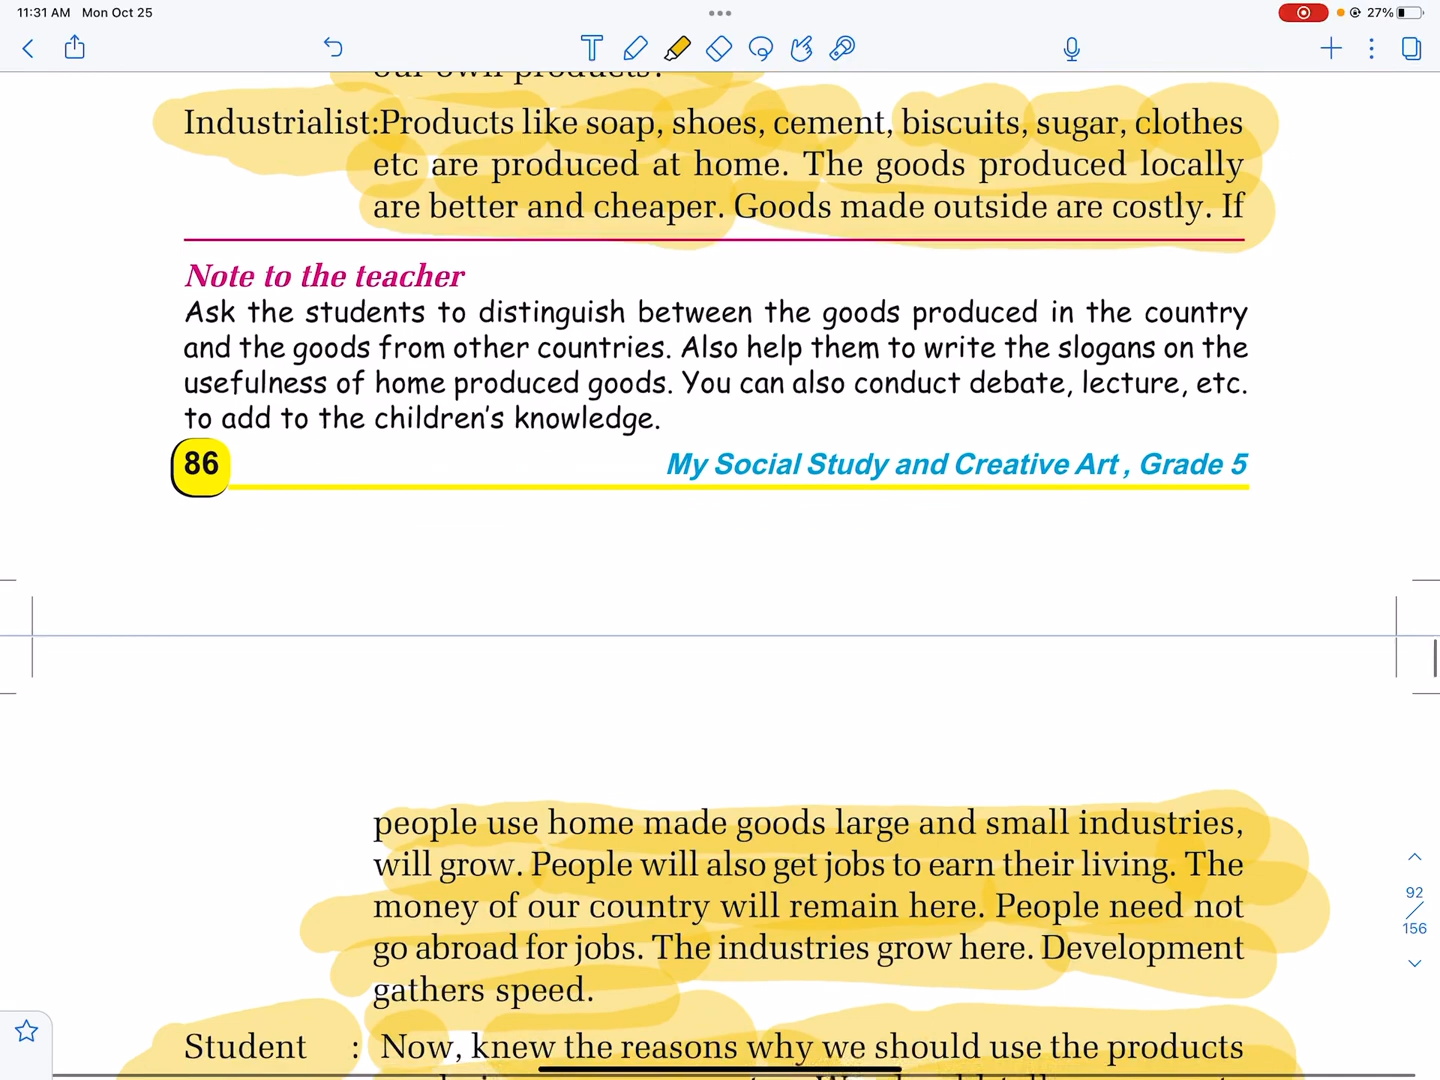 11:31 AM Mon Oct 25
27%
our own products?
Industrialist:Products like soap, shoes, cement, biscuits, sugar, clothes
etc are produced at home. The goods produced locally
are better and cheaper. Goods made outside are costly. If
Note to the teacher
Ask the students to distinguish between the goods produced in the country
and the goods from other countries. Also help them to write the slogans on the
usefulness of home produced goods. You can also conduct debate, lecture, etc.
to add to the children's knowledge.
86
My Social Study and Creative Art , Grade 5
people use home made goods large and small industries,
will grow. People will also get jobs to earn their living. The
money of our country will remain here. People need not
go abroad for jobs. The industries grow here. Development
gathers speed.
92
/
156
Student : Now, knew the reasons why we should use the products